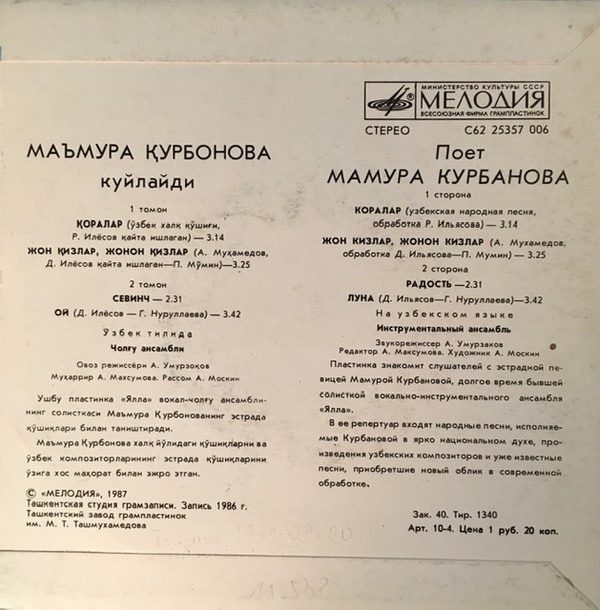 МАЪМУРА ҚУРБОНОВА
куйлайди
1 томон
ҚОРАЛАР (ўзбек халқ қўшиғи,
Р. Илёсов қайта ишлаган) — 3.14
ЖОН ҚИЗЛАР, ЖОНОН ҚИЗЛАР (А. Муҳамедов,
Д. Илёсов қайта ишлаган—П. Мўмин)—3.25
2 томон
СЕВИНЧ — 2.31
ОЙ (Д. Илёсов — Г. Нуруллаева) — 3.42
Ўзбек тилида
Чолғу ансамбли
Овоз режиссёри А. Умурзоқов
Муҳаррир А. Махсумова. Рассом А. Москин
Ушбу пластинка «Ялла» вокал-чолғу ансамбли-
нинг солисткаси Маъмура Қурбонованинг эстрада
қўшиқлари билан таништиради.
Маъмура Қурбонова халқ йўлидаги қўшиқларни ва
ўзбек композиторларининг эстрада қўшиқларини
ўзига хос маҳорат билан эжро этган.
© «МЕЛОДИЯ», 1987
Ташкентская студия грамзаписи. Запись 1986 г.
Ташкентский завод грампластинок
им. М. Т. Ташмухамедова
МИНИСТЕРСТВО КУЛЬТУРЫ СССР
МЕЛОДИЯ
ВСЕСОЮЗНАЯ ФИРМА ГРАМПЛАСТИНОК
СТЕРЕО С62 25357 006
Поет
МАМУРА КУРБАНОВА
1 сторона
КОРАЛАР (узбекская народная песня,
обработка Р. Ильясова) — 3.14
ЖОН КИЗЛАР, ЖОНОН КИЗЛАР (А. Мухамедов,
обработка Д. Ильясова—П. Мумин) — 3.25
2 сторона
РАДОСТЬ —2.31
ЛУНА (Д. Ильясов— Г. Нуруллаева) —3.42
На узбекском языке
Инструментальный ансамбль
Звукорежиссер А. Умурзаков
Редактор А. Максумова. Художник А. Москин
Пластинка знакомит слушателей с эстрадной пе-
вицей Мамурой Курбановой, долгое время бывшей
солисткой вокально-инструментального ансамбля
«Ялла».
В ее репертуар входят народные песни, исполняе-
мые Курбановой в ярко национальном духе, про-
изведения узбекских композиторов и уже известные
песни, приобретшие новый облик в современной
обработке.
Зак. 40. Тир. 1340
Арт. 10-4. Цена 1 руб. 20 коп.